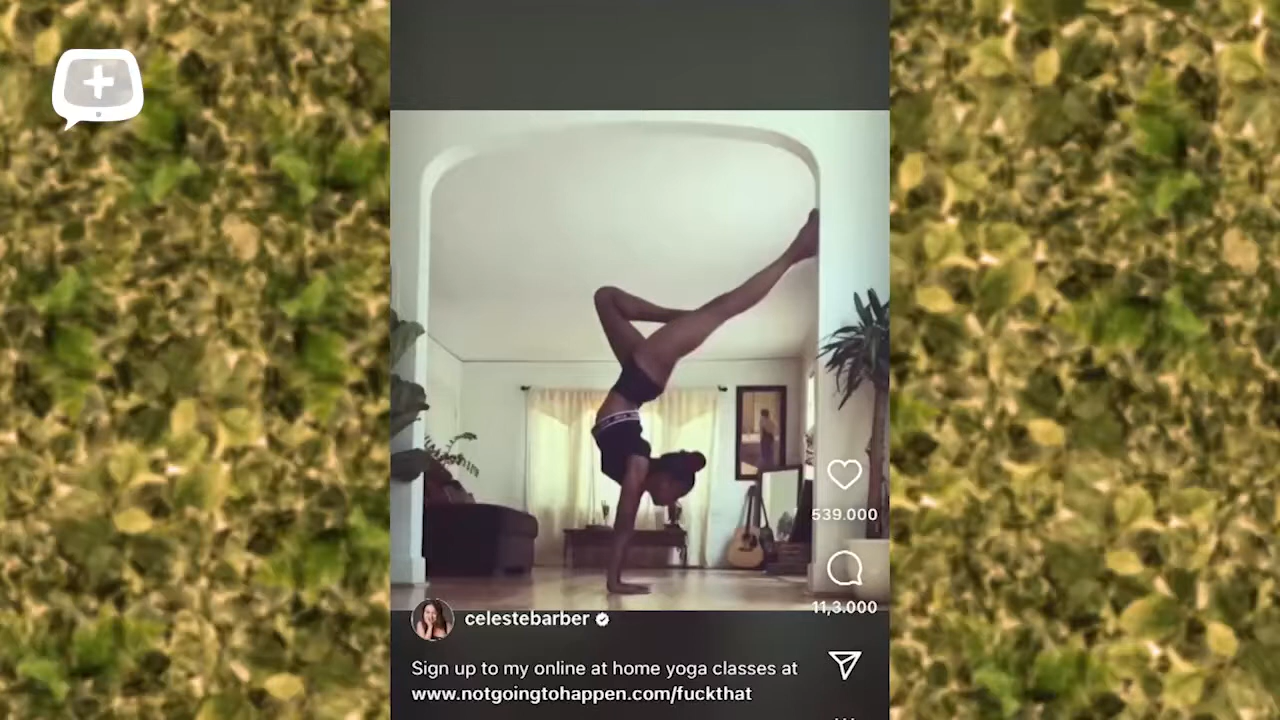 539.000
11,3.000
celestebarber
Sign up to my online at home yoga classes at
www.notgoingtohappen.com/fuckthat